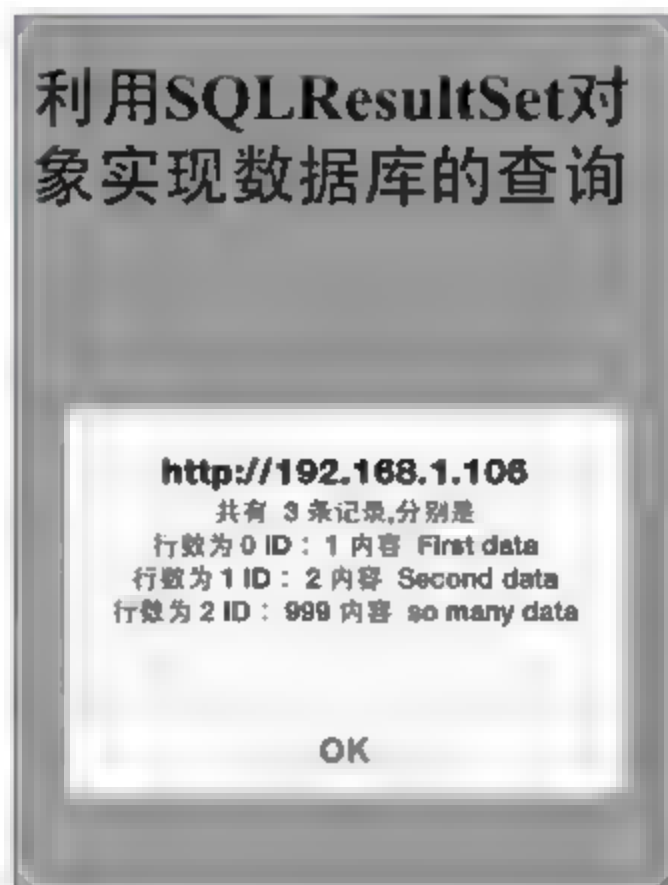 利用SQLResultSet对
象实现数据库的查询
http://192.168.1.106
共有 3 条记录,分别是
行数为 0 ID： 1 内容 First data
行数为 1 ID： 2 内容 Second data
行数为 2 ID： 999 内容 so many data
OK